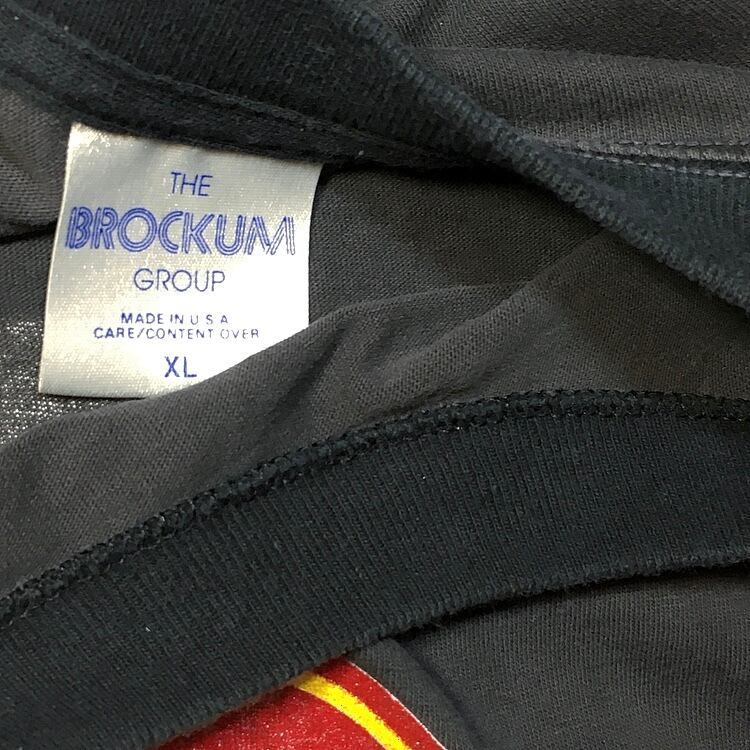 THE
BROCKUM
GROUP
MADE IN U S A
CARE/CONTENT OVER
XL